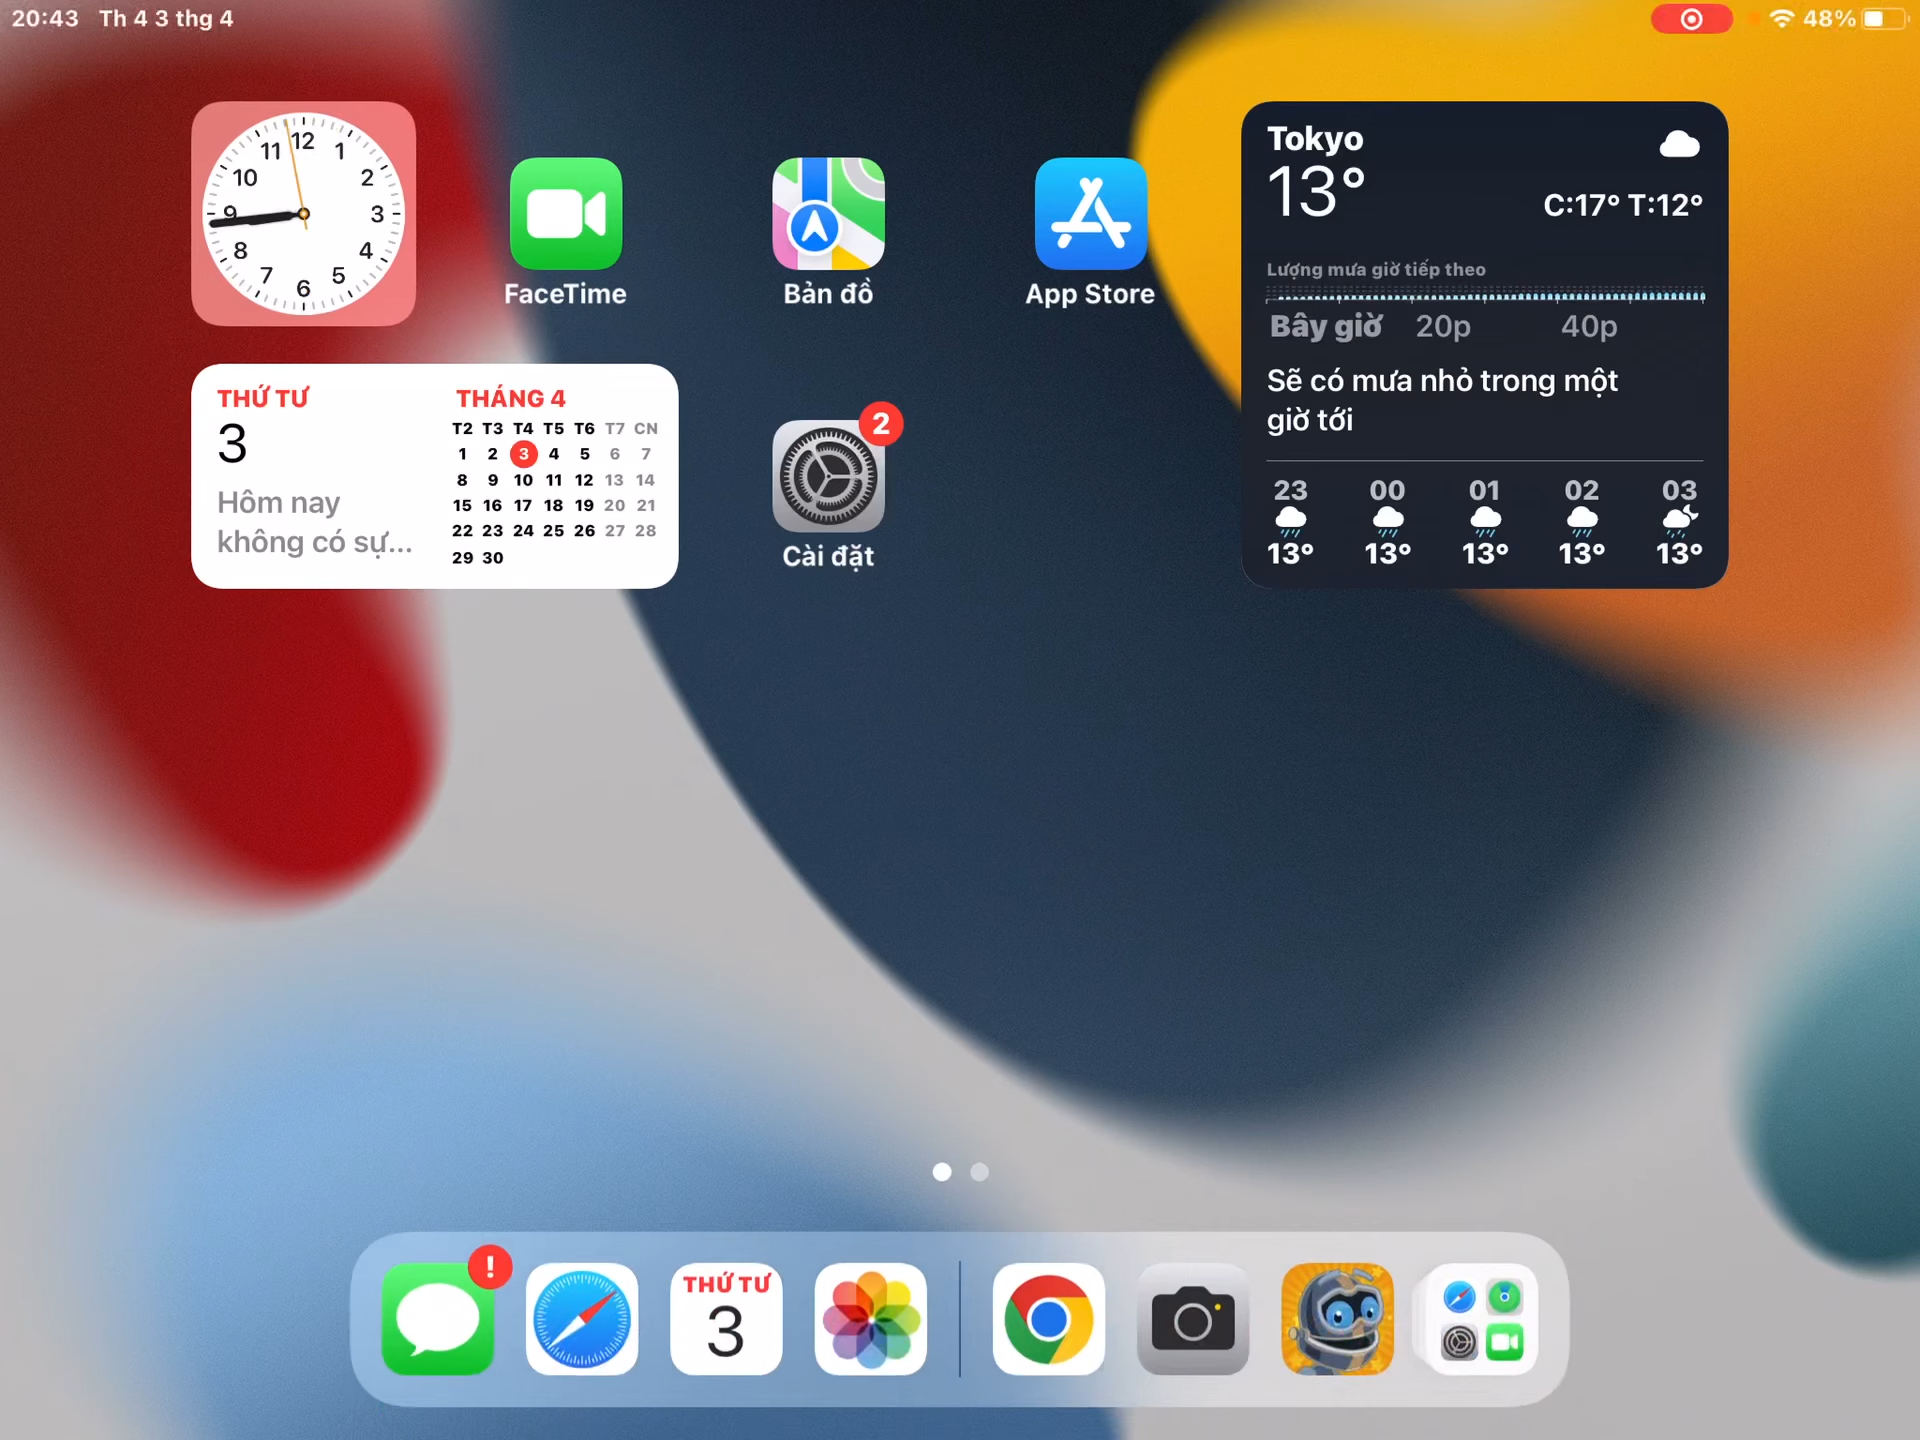 20:43 Th 4 3 thg 4
48%
12
11 1
10 2
9 3
8 4
7 5
6
FaceTime
Bản đồ
App Store
Tokyo
13°
C:17° T:12°
Lượng mưa giờ tiếp theo
Bây giờ 20p 40p
Sẽ có mưa nhỏ trong một
giờ tới
23 00 01 02 03
13° 13° 13° 13° 13°
THỨ TƯ
3
Hôm nay
không có sự...
THÁNG 4
T2 T3 T4 T5 T6 T7 CN
1 2 3 4 5 6 7
8 9 10 11 12 13 14
15 16 17 18 19 20 21
22 23 24 25 26 27 28
29 30
2
Cài đặt
!
THỨ TƯ
3